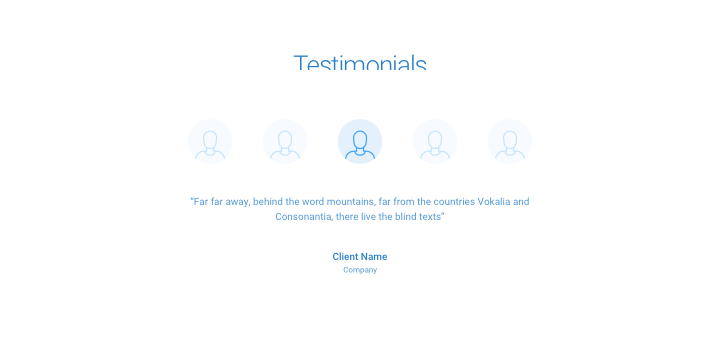 Testimonials
“Far far away, behind the word mountains, far from the countries Vokalia and
Consonantia, there live the blind texts”
Client Name
Company